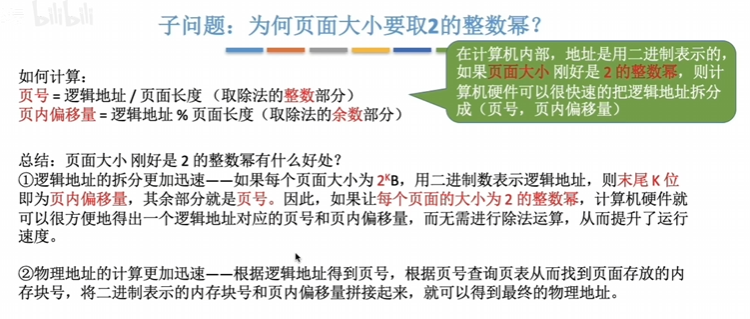 bilibili
子问题：为何页面大小要取2的整数幂？
在计算机内部，地址是用二进制表示的，
如果页面大小 刚好是 2 的整数幂，则计
算机硬件可以很快速的把逻辑地址拆分
成（页号，页内偏移量）
如何计算：
页号 = 逻辑地址 / 页面长度 （取除法的整数部分）
页内偏移量 = 逻辑地址 % 页面长度（取除法的余数部分）
总结：页面大小 刚好是 2 的整数幂有什么好处？
①逻辑地址的拆分更加迅速——如果每个页面大小为 2ᴷB，用二进制数表示逻辑地址，则末尾 K 位
即为页内偏移量，其余部分就是页号。因此，如果让每个页面的大小为 2 的整数幂，计算机硬件就
可以很方便地得出一个逻辑地址对应的页号和页内偏移量，而无需进行除法运算，从而提升了运行
速度。
②物理地址的计算更加迅速——根据逻辑地址得到页号，根据页号查询页表从而找到页面存放的内
存块号，将二进制表示的内存块号和页内偏移量拼接起来，就可以得到最终的物理地址。